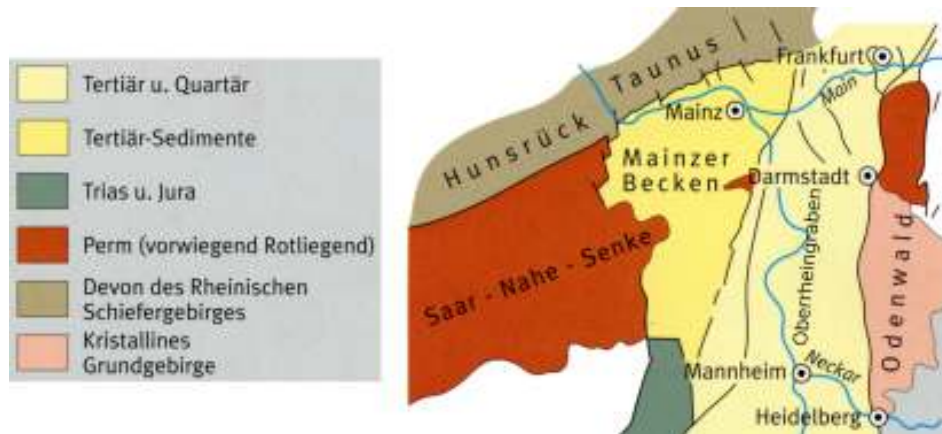 Tertiär u. Quartär
Tertiär-Sedimente
Trias u. Jura
Perm (vorwiegend Rotliegend)
Devon des Rheinischen
Schiefergebirges
Kristallines
Grundgebirge
Hunsrück
Taunus
Frankfurt
Main
Mainz
Mainzer
Becken
Darmstadt
Saar - Nahe - Senke
Oberrheingraben
Odenwald
Mannheim
Neckar
Heidelberg